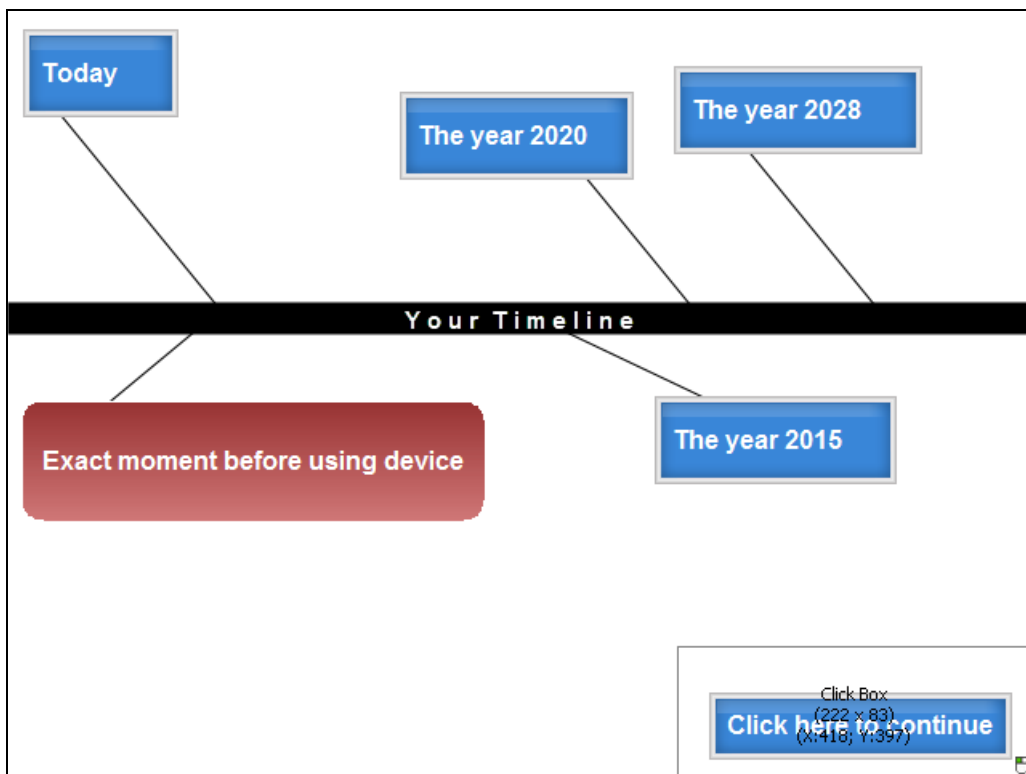 Today
The year 2020
The year 2028
Your Timeline
Exact moment before using device
The year 2015
Click Box
(222 x 83)
Click here to continue
(X:418; Y:397)